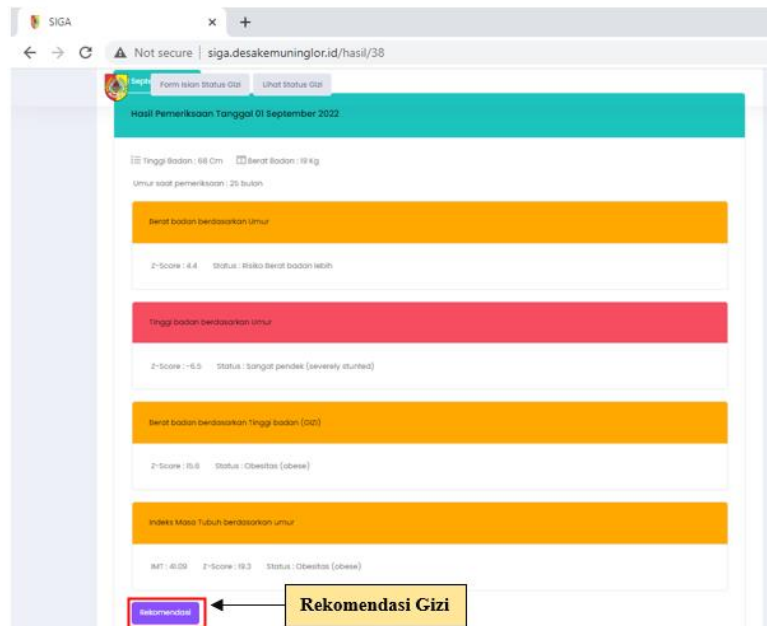 SIGA
Not secure siga.desakemuninglor.id/hasil/38
Septe
Form Isian Status Gizi Lihat Status Gizi
Hasil Pemeriksaan Tanggal 01 September 2022
Tinggi Badan : 68 Cm Berat Badan : 19 Kg
Umur saat pemeriksaan : 25 bulan
Berat badan berdasarkan Umur
Z-Score : 4.4 Status : Risiko Berat badan lebih
Tinggi badan berdasarkan Umur
Z-Score : -6.5 Status : Sangat pendek (severely stunted)
Berat badan berdasarkan Tinggi badan (GIZI)
Z-Score : 15.6 Status : Obesitas (obese)
Indeks Masa Tubuh berdasarkan umur
IMT : 41.09 Z-Score : 19.3 Status : Obesitas (obese)
Rekomendasi
Rekomendasi Gizi